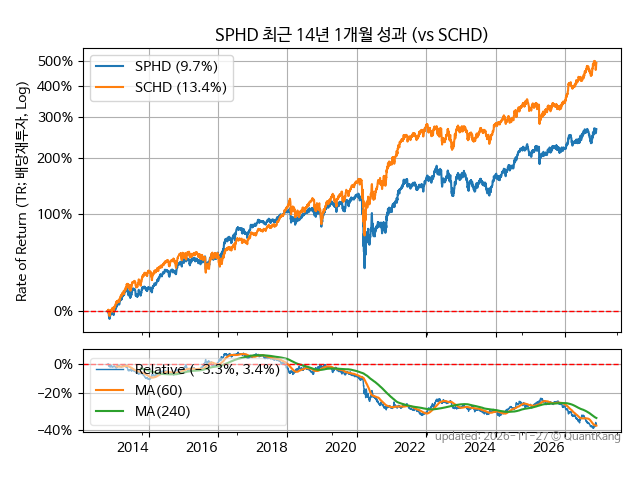 SPHD 최근 14년 1개월 성과 (vs SCHD)
Rate of Return (TR: 배당재투자, Log)
500%
400%
300%
200%
100%
0%
SPHD (9.7%)
SCHD (13.4%)
0%
−20%
−40%
Relative (−3.3%, 3.4%)
MA(60)
MA(240)
2014 2016 2018 2020 2022 2024 2026
updated: 2026-11-27 © QuantKang